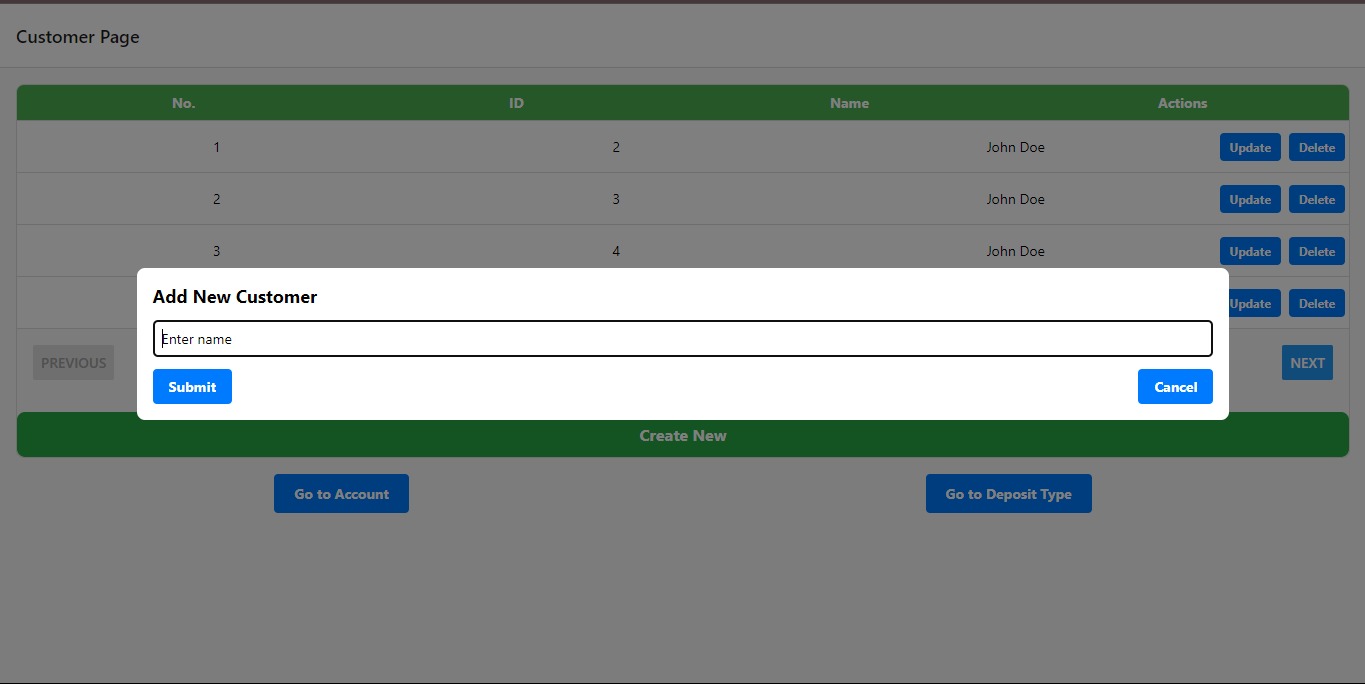 Customer Page
No. ID Name Actions
1 2 John Doe Update Delete
2 3 John Doe Update Delete
3 4 John Doe Update Delete
Add New Customer
Update Delete
Enter name
PREVIOUS NEXT
Submit Cancel
Create New
Go to Account Go to Deposit Type